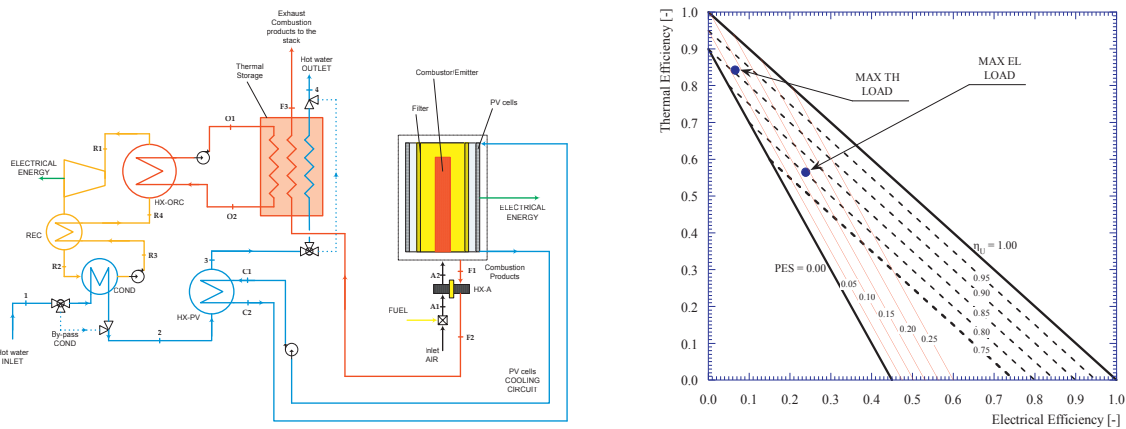 Exhaust
Combustion
products to the
stack
Hot water
OUTLET
Thermal
Storage
4
F3
Combustor/Emitter
Filter
PV cells
O1
R1
ELECTRICAL
ENERGY
HX-ORC
R4
O2
REC
R2
R3
COND
3
C1
C2
HX-PV
1
By-pass
COND
2
Hot water
INLET
ELECTRICAL
ENERGY
Combustion
Products
A2
F1
HX-A
A1
FUEL
F2
inlet
AIR
PV cells
COOLING
CIRCUIT
Thermal Efficiency [-]
1.0
0.9
0.8
0.7
0.6
0.5
0.4
0.3
0.2
0.1
0.0
MAX TH
LOAD
MAX EL
LOAD
ηU = 1.00
0.95
0.90
0.85
0.80
0.75
PES = 0.00
0.05
0.10
0.15
0.20
0.25
0.0 0.1 0.2 0.3 0.4 0.5 0.6 0.7 0.8 0.9 1.0
Electrical Efficiency [-]